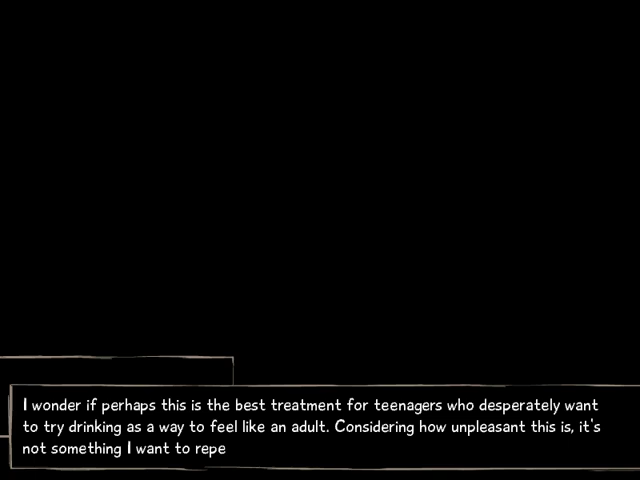 I wonder if perhaps this is the best treatment for teenagers who desperately want
to try drinking as a way to feel like an adult. Considering how unpleasant this is, it's
not something I want to repe